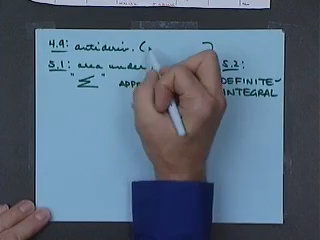 4.9: antideriv. (
5.1: area under 5.2:
"Σ" APP DEFINITE
INTEGRAL